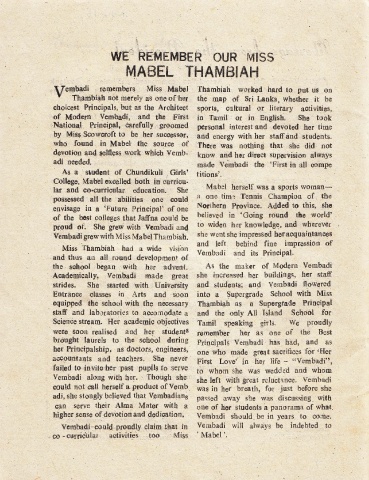 WE REMEMBER OUR MISS
MABEL THAMBIAH
Vembadi remembers Miss Mabel
Thambiah not merely as one of her
choicest Principals, but as the Architect
of Modern Vembadi, and the First
National Principal, carefully groomed
by Miss Scowcroft to be her successor,
who found in Mabel the source of
devotion and selfless work which Vemb-
adi needed.
As a student of Chundikuli Girls'
College, Mabel excelled both in curricu-
lar and co-curricular education. She
possessed all the abilities one could
envisage in a 'Future Principal' of one
of the best colleges that Jaffna could be
proud of. She grew with Vembadi and
Vembadi grew with Miss Mabel Thambiah.
Miss Thambiah had a wide vision
and thus an all round development of
the school began with her advent.
Academically, Vembadi made great
strides. She started with University
Entrance classes in Arts and soon
equipped the school with the necessary
staff and laboratories to accomodate a
Science stream. Her academic objectives
were soon realised and her students
brought laurels to the school during
her Principalship, as doctors, engineers,
accountants and teachers. She never
failed to invite her past pupils to serve
Vembadi along with her. Though she
could not call herself a product of Vemb
adi, she stongly believed that Vembadians
can serve their Alma Mater with a
higher sense of devotion and dedication.
Vembadi could proudly claim that in
co-curricular activities too Miss
Thambiah worked hard to put us on
the map of Sri Lanka, whether it be
sports, cultural or literary activities,
in Tamil or in English. She took
personal interest and devoted her time
and energy with her staff and students.
There was nothing that she did not
know and her direct supervision always
made Vembadi the 'First in all compe
titions'.
Mabel herself was a sports woman—
a one time Tennis Champion of the
Northern Province. Added to this, she
believed in 'Going round the world'
to widen her knowledge, and wherever
she went she impressed her acquaintances
and left behind fine impression of
Vembadi and its Principal.
As the maker of Modern Vembadi
she increased her buildings, her staff
and students; and Vembadi flowered
into a Supergrade School with Miss
Thambiah as a Supergrade Principal
and the only All Island School for
Tamil speaking girls. We proudly
remember her as one of the Best
Principals Vembadi has had, and as
one who made great sacrifices for 'Her
First Love' in her life – "Vembadi",
to whom she was wedded and whom
she left with great reluctance. Vembadi
was in her breath, for just before she
passed away she was discussing with
one of her students a panorama of what
Vembadi should be in years to come.
Vembadi will always be indebted to
'Mabel'.